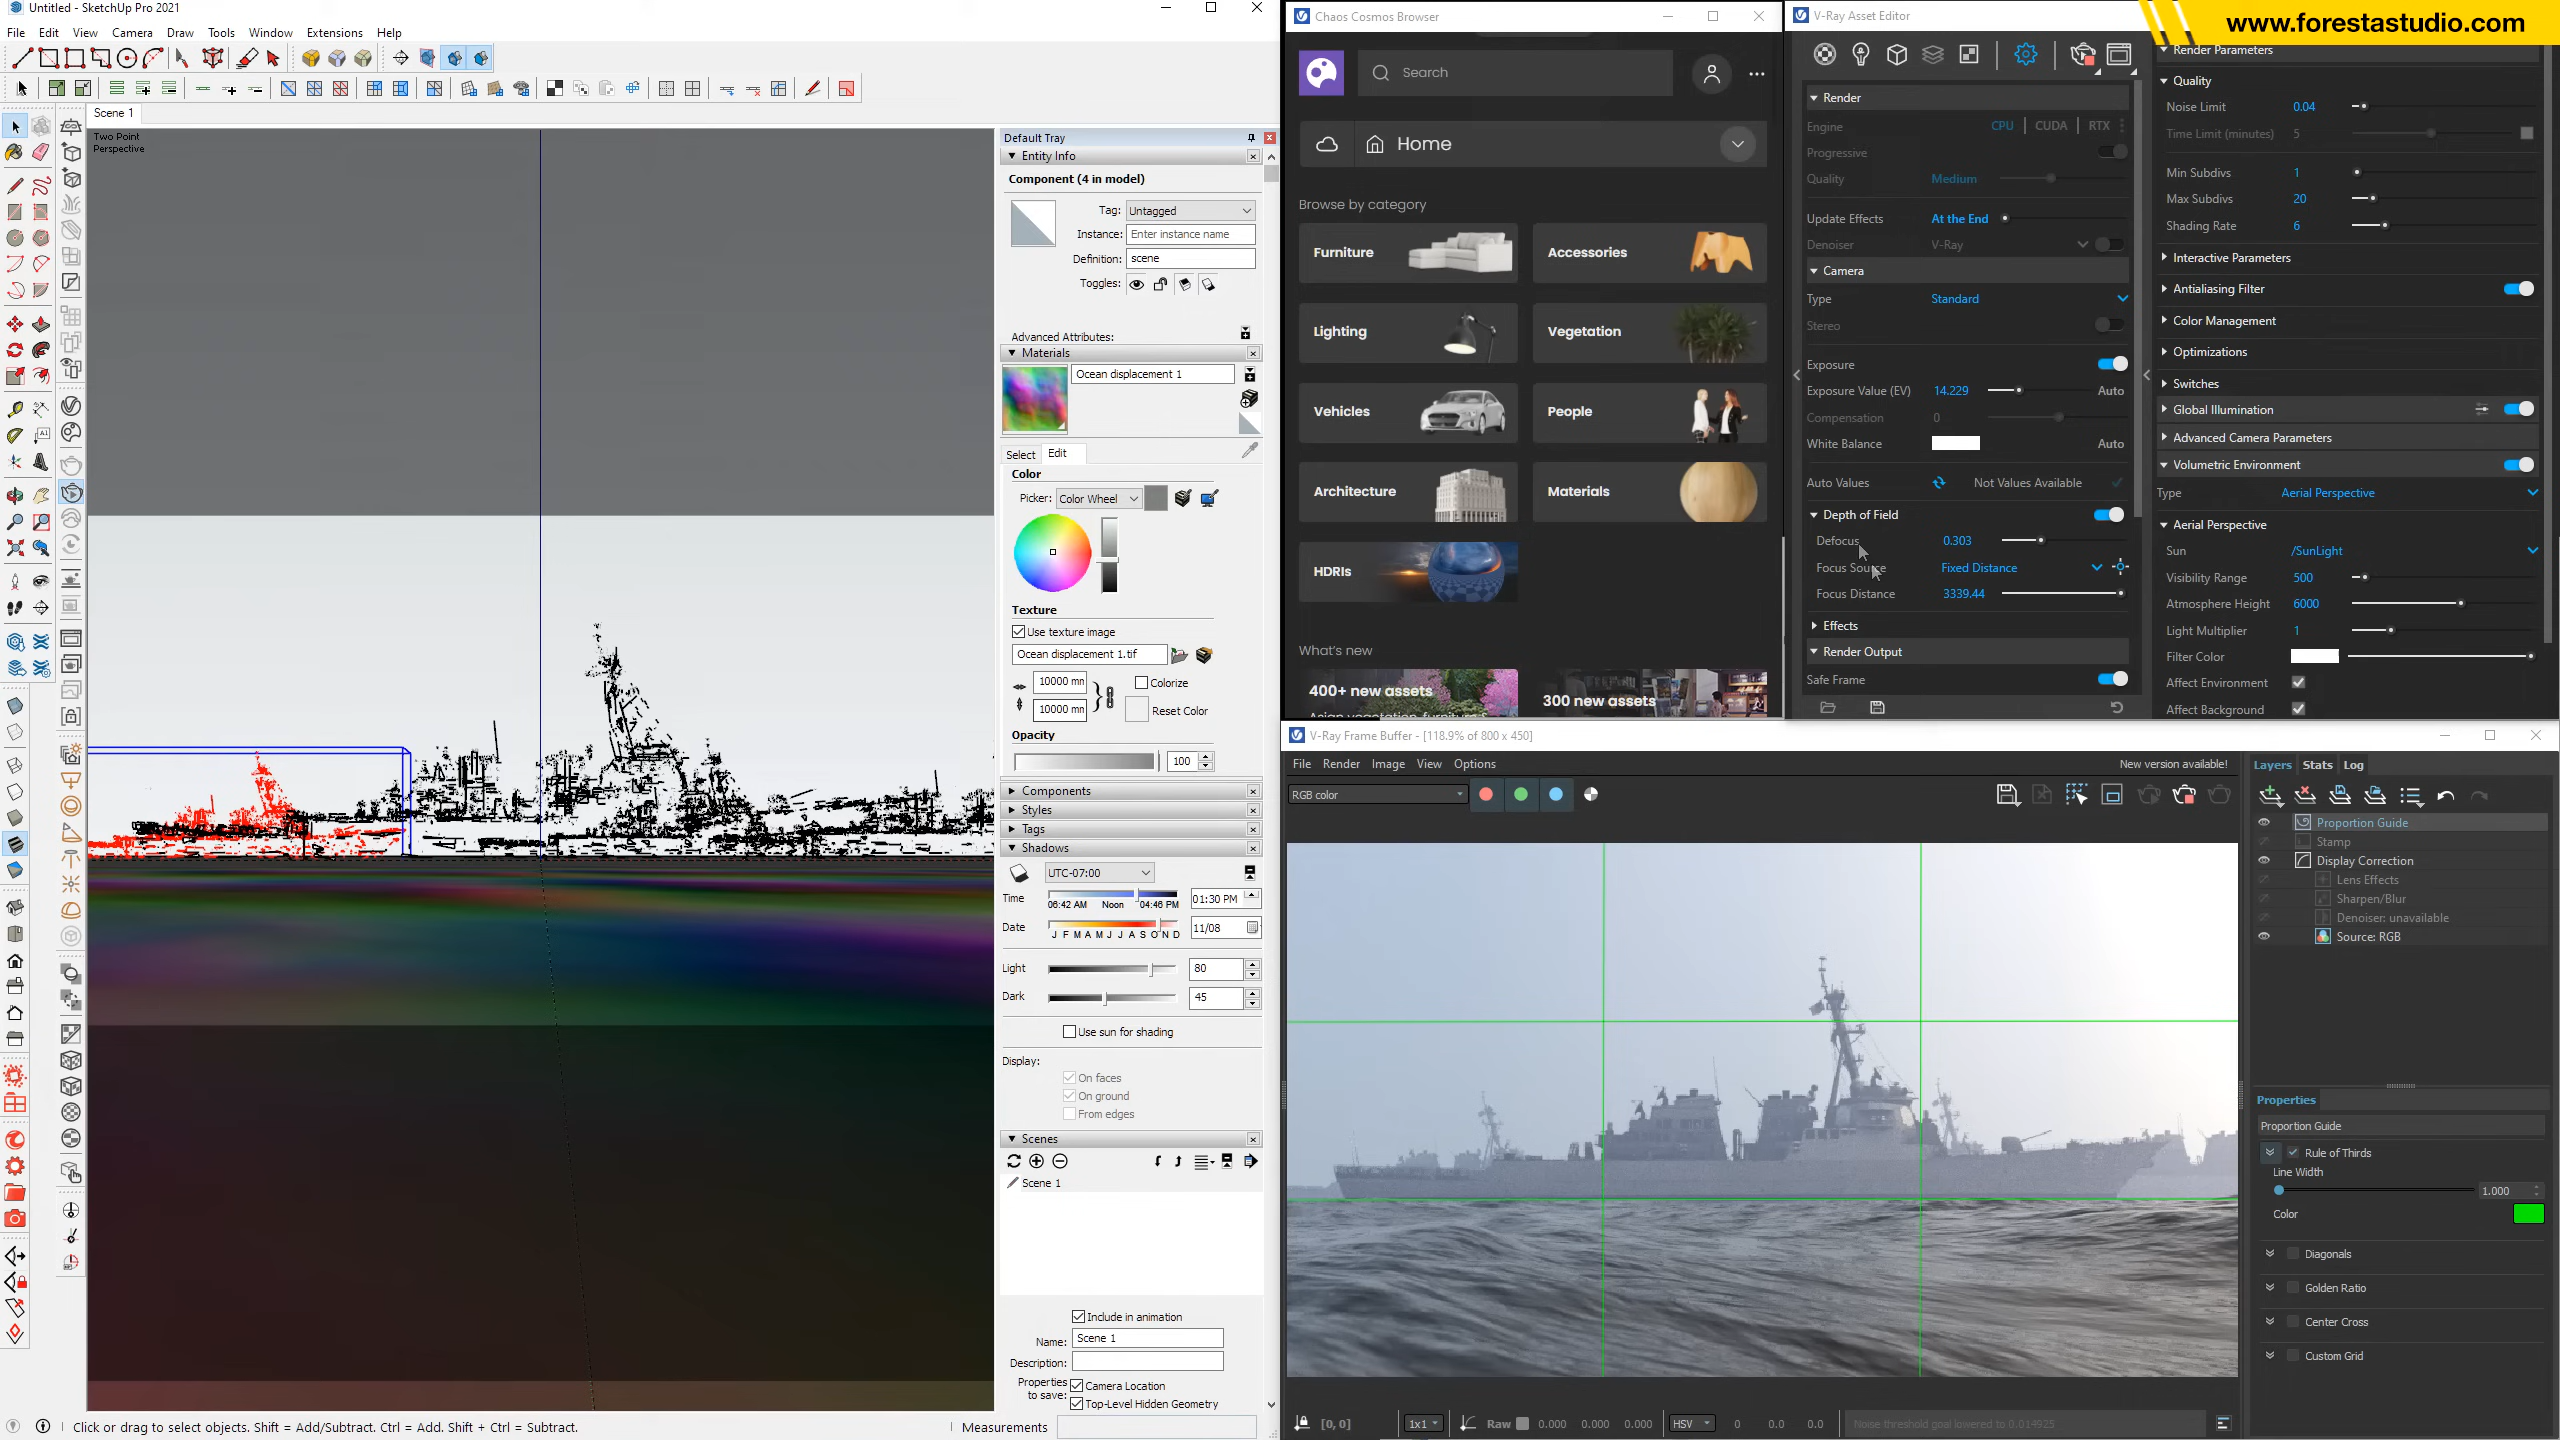 Untitled - SketchUp Pro 2021
File Edit View Camera Draw Tools Window Extensions Help
Scene 1
Two Point
Perspective
Default Tray
Entity Info
Component (4 in model)
Tag: Untagged
Instance: Enter instance name
Definition: scene
Toggles:
Advanced Attributes:
Materials
Ocean displacement 1
Select Edit
Color
Picker: Color Wheel
Texture
Use texture image
Ocean displacement 1.tif
10000 mn
Colorize
10000 mn
Reset Color
Opacity
100
Components
Styles
Tags
Shadows
UTC-07:00
Time 06:42 AM Noon 04:46 PM 01:30 PM
Date J F M A M J J A S O N D 11/08
Light 80
Dark 45
Use sun for shading
Display:
On faces
On ground
From edges
Scenes
Scene 1
Include in animation
Name: Scene 1
Description:
Properties to save:
Camera Location
Top-Level Hidden Geometry
Click or drag to select objects. Shift = Add/Subtract. Ctrl = Add. Shift + Ctrl = Subtract.
Measurements
Chaos Cosmos Browser
Search
Home
Browse by category
Furniture Accessories
Lighting Vegetation
Vehicles People
Architecture Materials
HDRIs
What's new
400+ new assets
300 new assets
V-Ray Asset Editor
www.forestastudio.com
Render
Engine CPU CUDA RTX
Progressive
Quality Medium
Update Effects At the End
Denoiser V-Ray
Camera
Type Standard
Stereo
Exposure
Exposure Value (EV) 14.229 Auto
Compensation 0
White Balance Auto
Auto Values Not Values Available
Depth of Field
Defocus 0.303
Focus Source Fixed Distance
Focus Distance 3339.44
Effects
Render Output
Safe Frame
Render Parameters
Quality
Noise Limit 0.04
Time Limit (minutes) 5
Min Subdivs 1
Max Subdivs 20
Shading Rate 6
Interactive Parameters
Antialiasing Filter
Color Management
Optimizations
Switches
Global Illumination
Advanced Camera Parameters
Volumetric Environment
Type Aerial Perspective
Aerial Perspective
Sun /SunLight
Visibility Range 500
Atmosphere Height 6000
Light Multiplier 1
Filter Color
Affect Environment
Affect Background
V-Ray Frame Buffer - [118.9% of 800 x 450]
File Render Image View Options
New version available!
RGB color
Layers Stats Log
Proportion Guide
Stamp
Display Correction
Lens Effects
Sharpen/Blur
Denoiser: unavailable
Source: RGB
Properties
Proportion Guide
Rule of Thirds
Line Width
1.000
Color
Diagonals
Golden Ratio
Center Cross
Custom Grid
[0, 0] 1x1 Raw 0.000 0.000 0.000 HSV 0 0.0 0.0
Noise threshold goal lowered to 0.014925